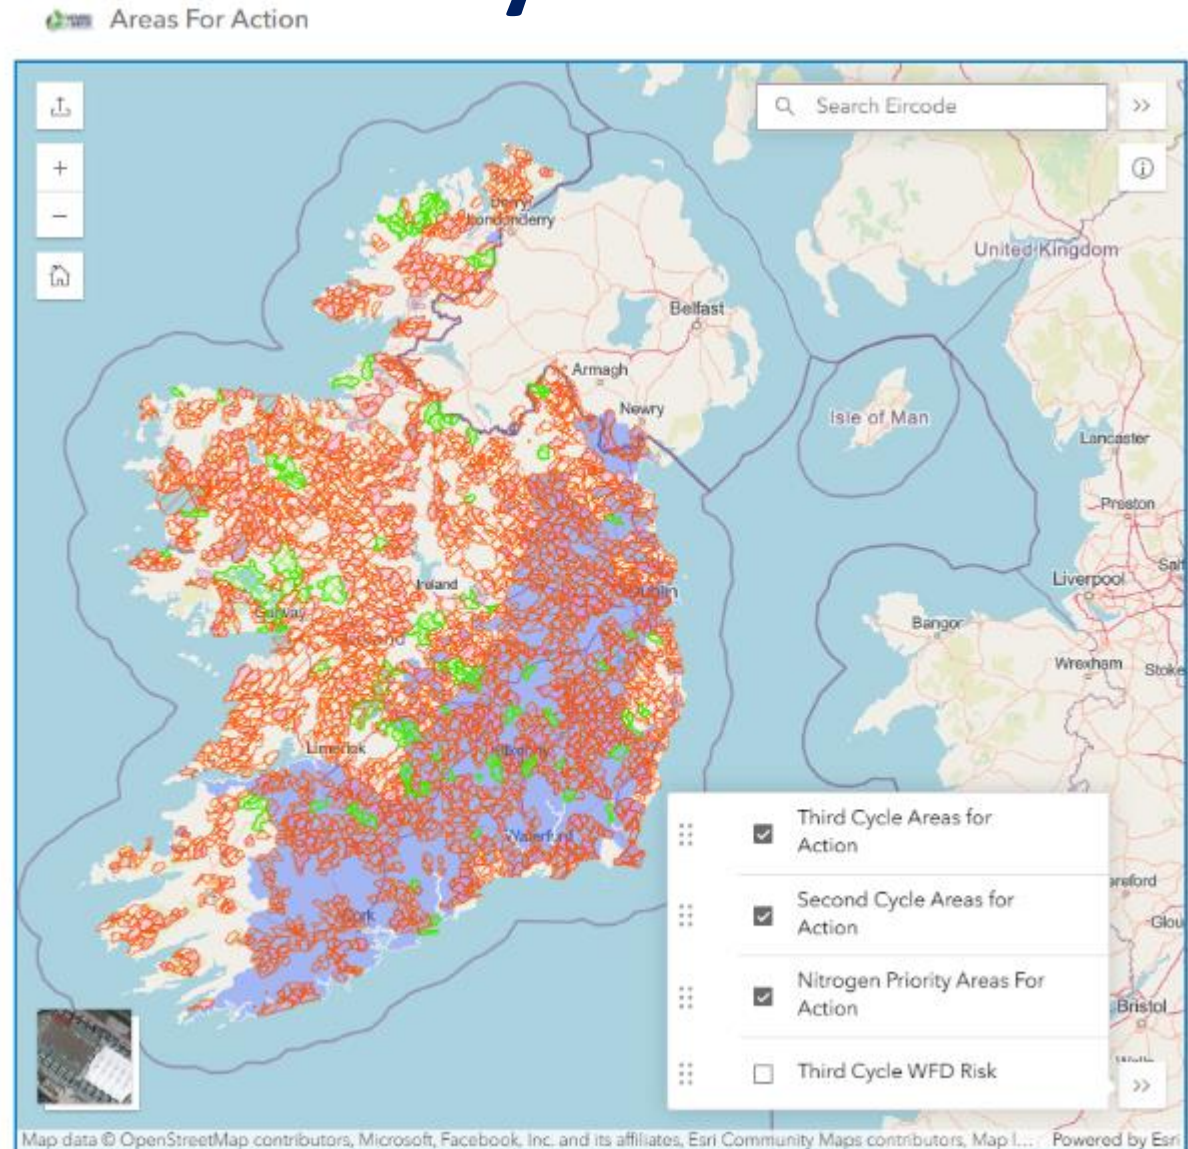 Areas For Action
Search Eircode
Derry/
Londonderry
United Kingdom
Belfast
Armagh
Newry
Isle of Man
Lancaster
Preston
Ireland
Dublin
Liverpool
Galway
Bangor
Wrexham
Stoke
Limerick
Kilkenny
Waterford
Third Cycle Areas for
Action
Second Cycle Areas for
Action
ereford
Glou
Cork
Nitrogen Priority Areas For
Action
Bristol
Third Cycle WFD Risk
Map data © OpenStreetMap contributors, Microsoft, Facebook, Inc. and its affiliates, Esri Community Maps contributors, Map l... Powered by Esri